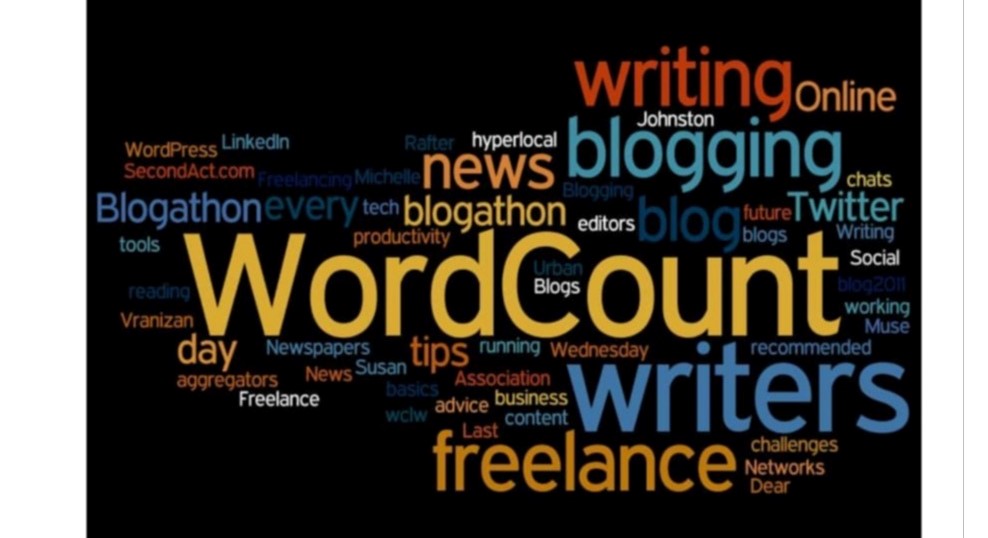 writing Online
Johnston
WordPress LinkedIn Rafter hyperlocal blogging
SecondAct.com Freelancing Michelle news Blogging chats
Blogathon every tech blogathon editors blog future Twitter
tools productivity blogs Writing
WordCount
Urban Social
reading Blogs blog2011
Vranizan working
Muse
day Newspapers tips running Wednesday recommended
aggregators News Susan Association writers
Freelance basics advice business
wclw content
Last
freelance challenges
Networks
Dear